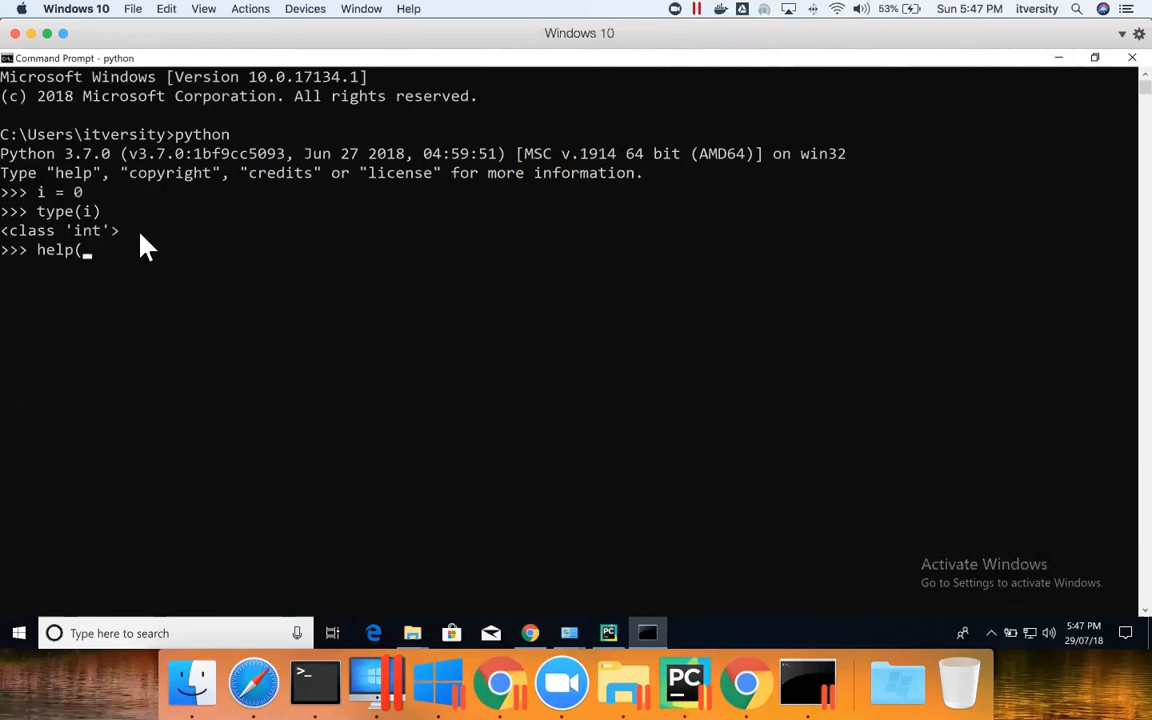 Windows 10 File Edit View Actions Devices Window Help 53% Sun 5:47 PM itversity
Windows 10
Command Prompt - python
Microsoft Windows [Version 10.0.17134.1]
(c) 2018 Microsoft Corporation. All rights reserved.
C:\Users\itversity>python
Python 3.7.0 (v3.7.0:1bf9cc5093, Jun 27 2018, 04:59:51) [MSC v.1914 64 bit (AMD64)] on win32
Type "help", "copyright", "credits" or "license" for more information.
>>> i = 0
>>> type(i)
<class 'int'>
>>> help(
Activate Windows
Go to Settings to activate Windows.
Type here to search
5:47 PM
29/07/18
PC